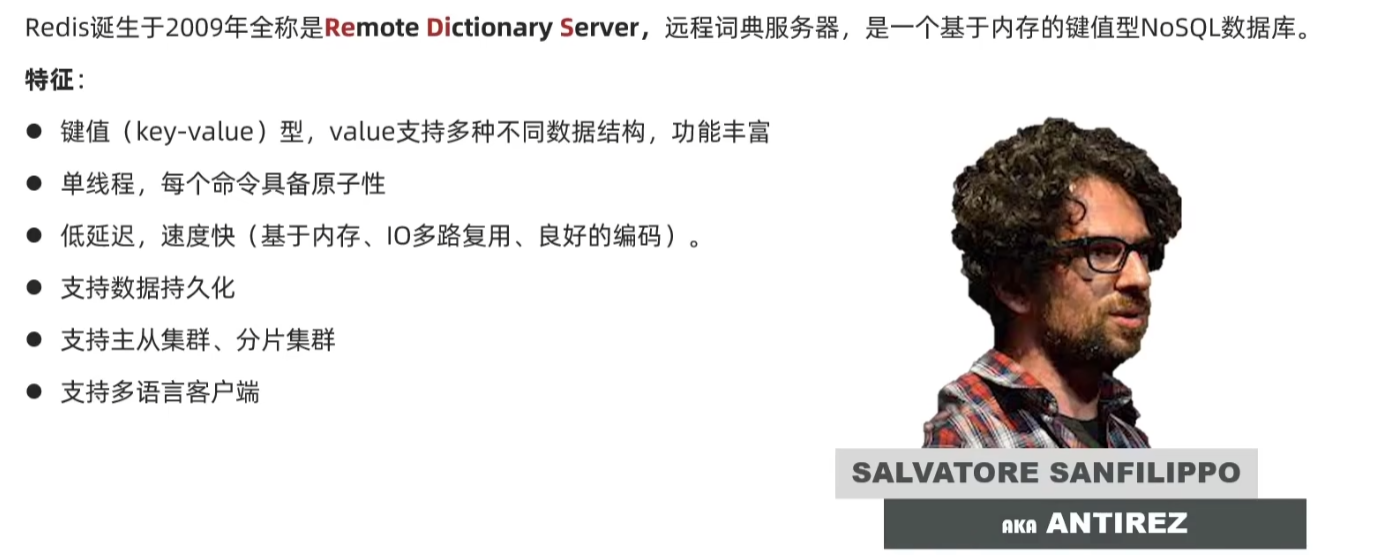 Redis诞生于2009年全称是Remote Dictionary Server，远程词典服务器，是一个基于内存的键值型NoSQL数据库。
特征：
● 键值（key-value）型，value支持多种不同数据结构，功能丰富
● 单线程，每个命令具备原子性
● 低延迟，速度快（基于内存、IO多路复用、良好的编码）。
● 支持数据持久化
● 支持主从集群、分片集群
● 支持多语言客户端
SALVATORE SANFILIPPO
AKA ANTIREZ